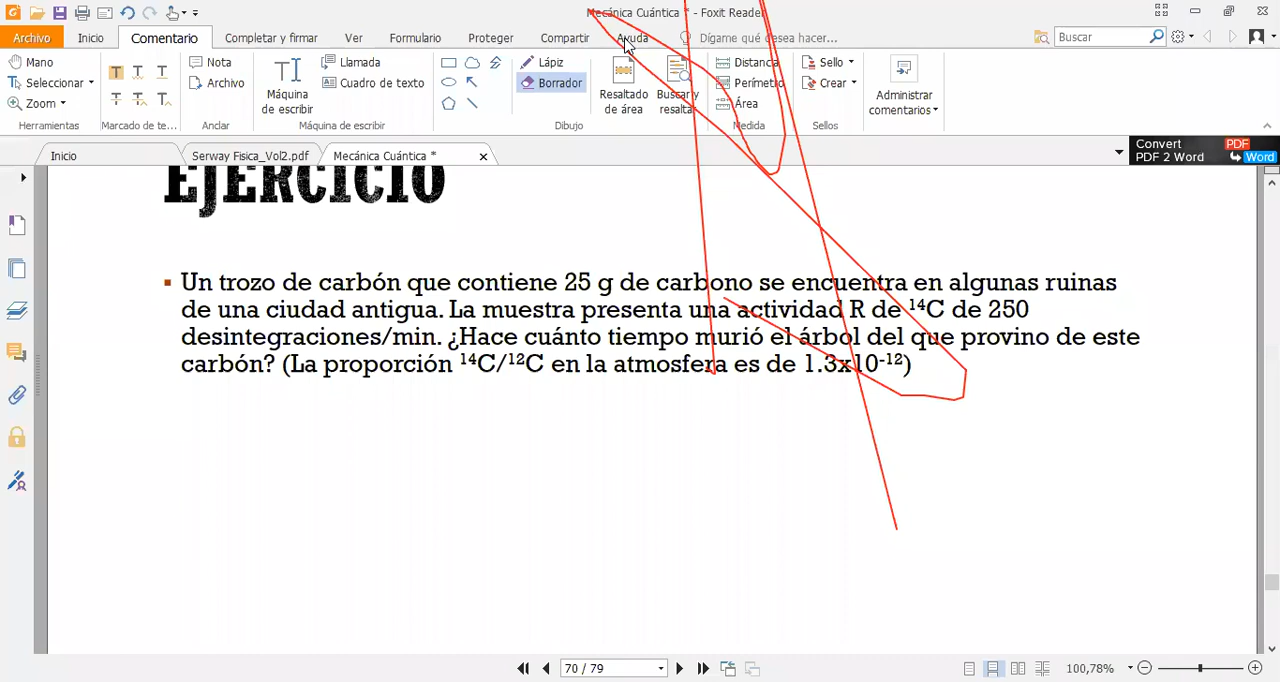 Mecánica Cuántica * - Foxit Reader
Archivo Inicio Comentario Completar y firmar Ver Formulario Proteger Compartir Ayuda Dígame qué desea hacer... Buscar
Mano
Seleccionar
Zoom
Herramientas
Marcado de te...
Nota
Archivo
Andar
Máquina de escribir
Llamada
Cuadro de texto
Máquina de escribir
Lápiz
Borrador
Dibujo
Resaltado de área
Buscar y resaltar
Distancia
Perímetro
Área
Medida
Sello
Crear
Sellos
Administrar comentarios
Inicio Serway Fisica_Vol2.pdf Mecánica Cuántica *
Convert PDF
PDF 2 Word Word
EJERCICIO
Un trozo de carbón que contiene 25 g de carbono se encuentra en algunas ruinas
de una ciudad antigua. La muestra presenta una actividad R de ¹⁴C de 250
desintegraciones/min. ¿Hace cuánto tiempo murió el árbol del que provino de este
carbón? (La proporción ¹⁴C/¹²C en la atmosfera es de 1.3x10⁻¹²)
70 / 79
100,78%